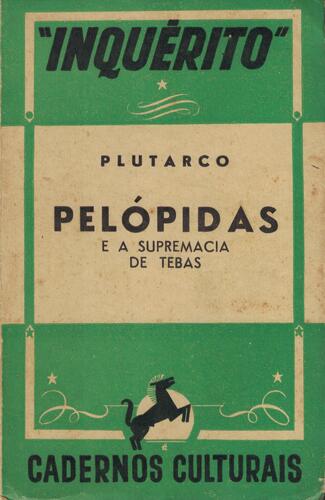 "INQUÉRITO"
PLUTARCO
PELÓPIDAS
E A SUPREMACIA
DE TEBAS
CADERNOS CULTURAIS